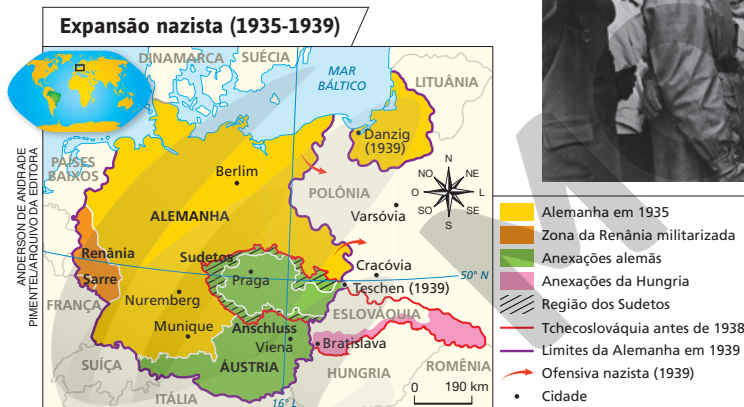 Expansão nazista (1935-1939)
DINAMARCA
SUÉCIA
MAR
BÁLTICO
LITUÂNIA
Danzig
(1939)
PAÍSES
BAIXOS
Berlim
POLÔNIA
N
NO
NE
O
L
SO
SE
S
ALEMANHA
Varsóvia
Renânia
Sudetos
Cracóvia
Sarre
Praga
50° N
Teschen (1939)
FRANÇA
Nuremberg
ESLOVÁQUIA
Munique
Anschluss
Viena
Bratislava
ÁUSTRIA
SUÍÇA
HUNGRIA
ROMÊNIA
ITÁLIA
16° L
0 190 km
ANDERSON DE ANDRADE
PIMENTEL/ARQUIVO DA EDITORA
Alemanha em 1935
Zona da Renânia militarizada
Anexações alemãs
Anexações da Hungria
Região dos Sudetos
Tchecoslováquia antes de 1938
Limites da Alemanha em 1939
Ofensiva nazista (1939)
Cidade